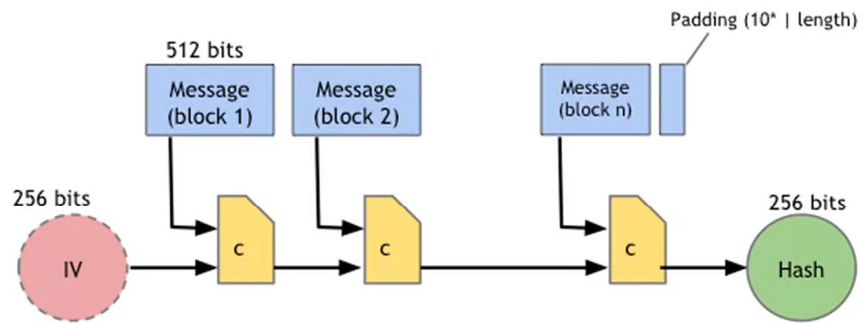 Padding (10* | length)
512 bits
Message
(block 1)
Message
(block 2)
Message
(block n)
256 bits
256 bits
IV
c
c
c
Hash